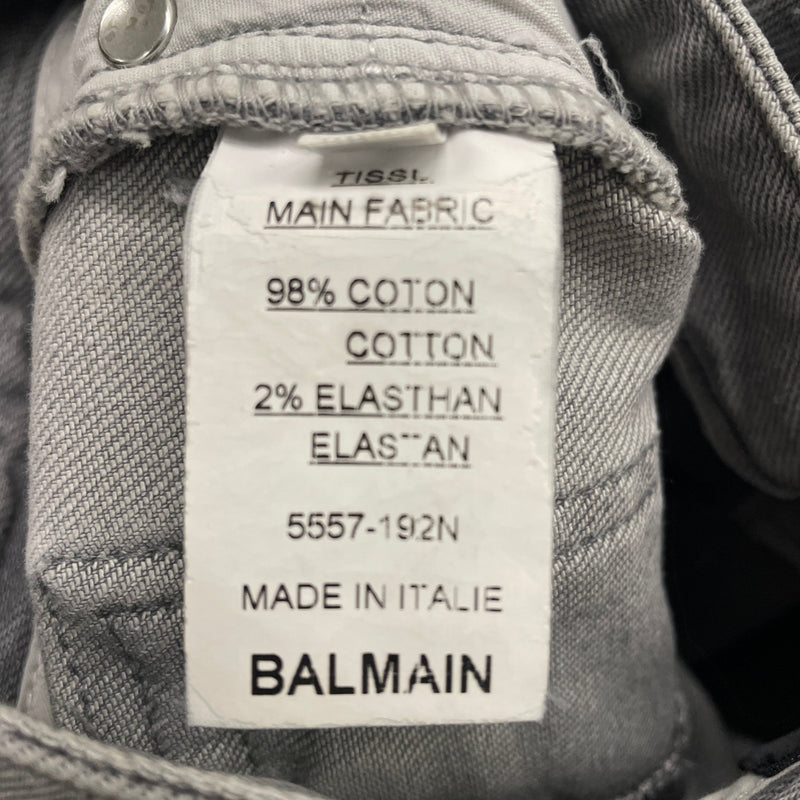 MAIN FABRIC
98% COTON
COTTON
2% ELASTHAN
ELASTAN
5557-192N
MADE IN ITALIE
BALMAIN